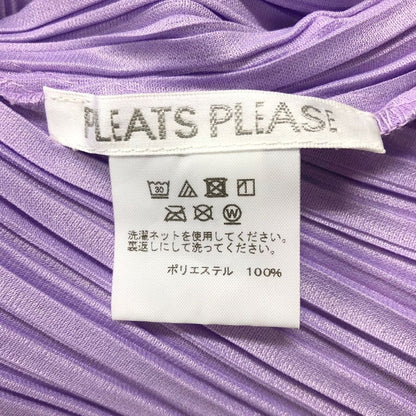 PLEATS PLEASE
30
W
洗濯ネットを使用してください。
裏返しにして洗ってください。
ポリエステル 100%